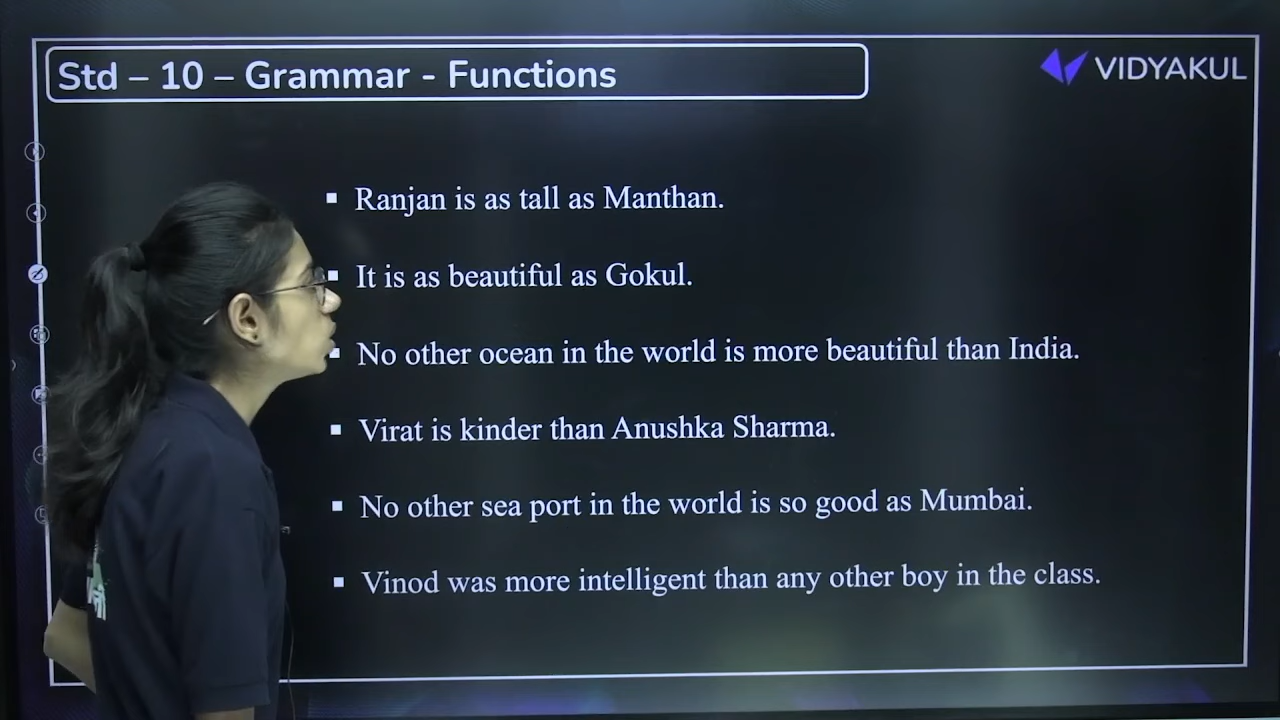 Std – 10 – Grammar - Functions
VIDYAKUL
▪ Ranjan is as tall as Manthan.
▪ It is as beautiful as Gokul.
▪ No other ocean in the world is more beautiful than India.
▪ Virat is kinder than Anushka Sharma.
▪ No other sea port in the world is so good as Mumbai.
▪ Vinod was more intelligent than any other boy in the class.